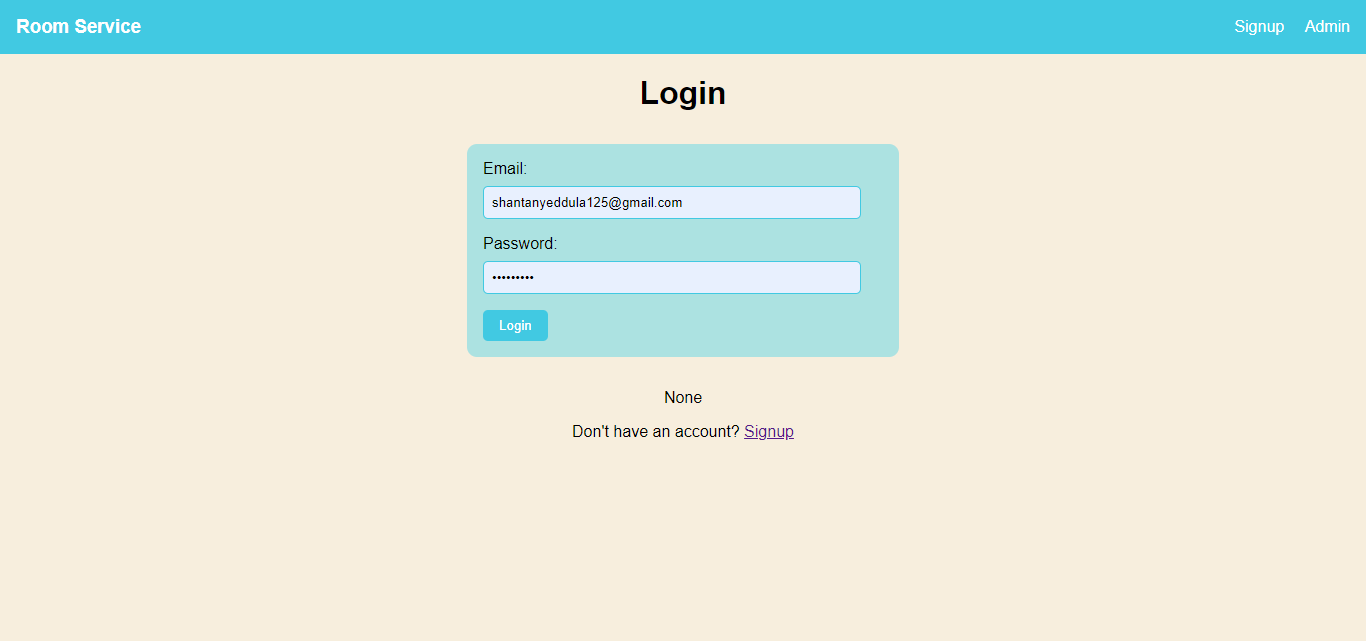 Room Service
Signup
Admin
Login
Email:
shantanyeddula125@gmail.com
Password:
•••••••••
Login
None
Don't have an account? Signup